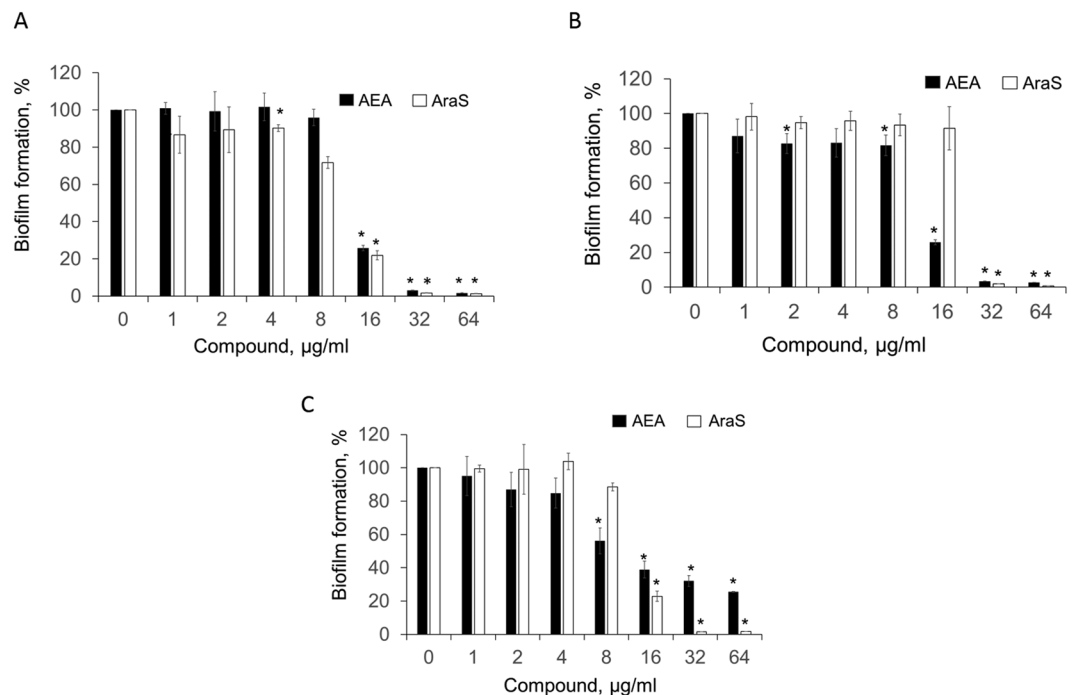 A
Biofilm formation, %
120
100
80
60
40
20
0
AEA AraS
*
* *
* *
* *
0 1 2 4 8 16 32 64
Compound, µg/ml
B
Biofilm formation, %
120
100
80
60
40
20
0
AEA AraS
* *
*
* *
* *
0 1 2 4 8 16 32 64
Compound, µg/ml
C
Biofilm formation, %
120
100
80
60
40
20
0
AEA AraS
*
* *
* *
* *
0 1 2 4 8 16 32 64
Compound, µg/ml